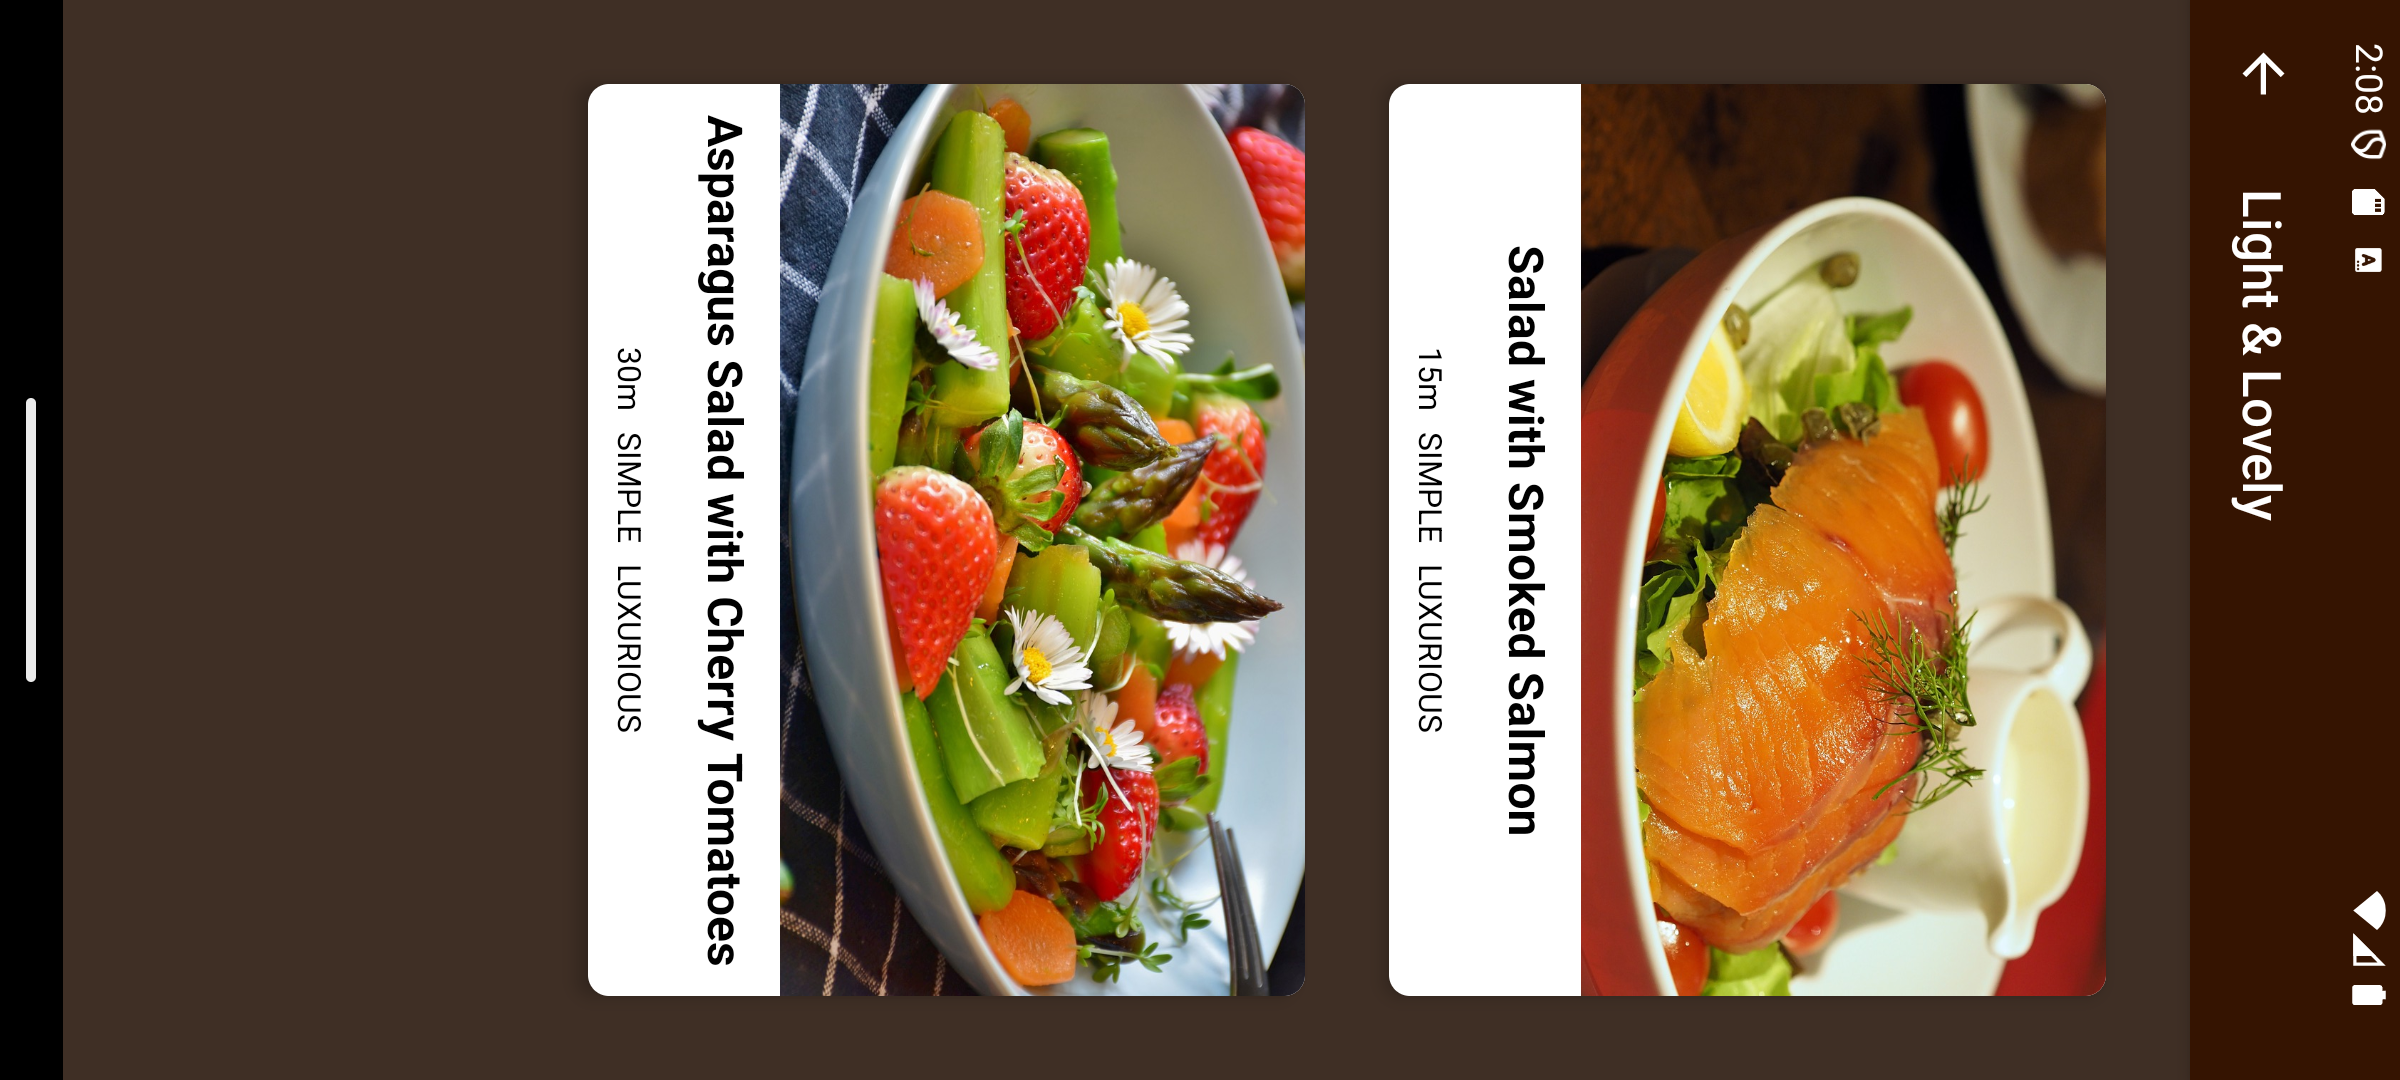 2:08
Light & Lovely
Salad with Smoked Salmon
15m SIMPLE LUXURIOUS
Asparagus Salad with Cherry Tomatoes
30m SIMPLE LUXURIOUS